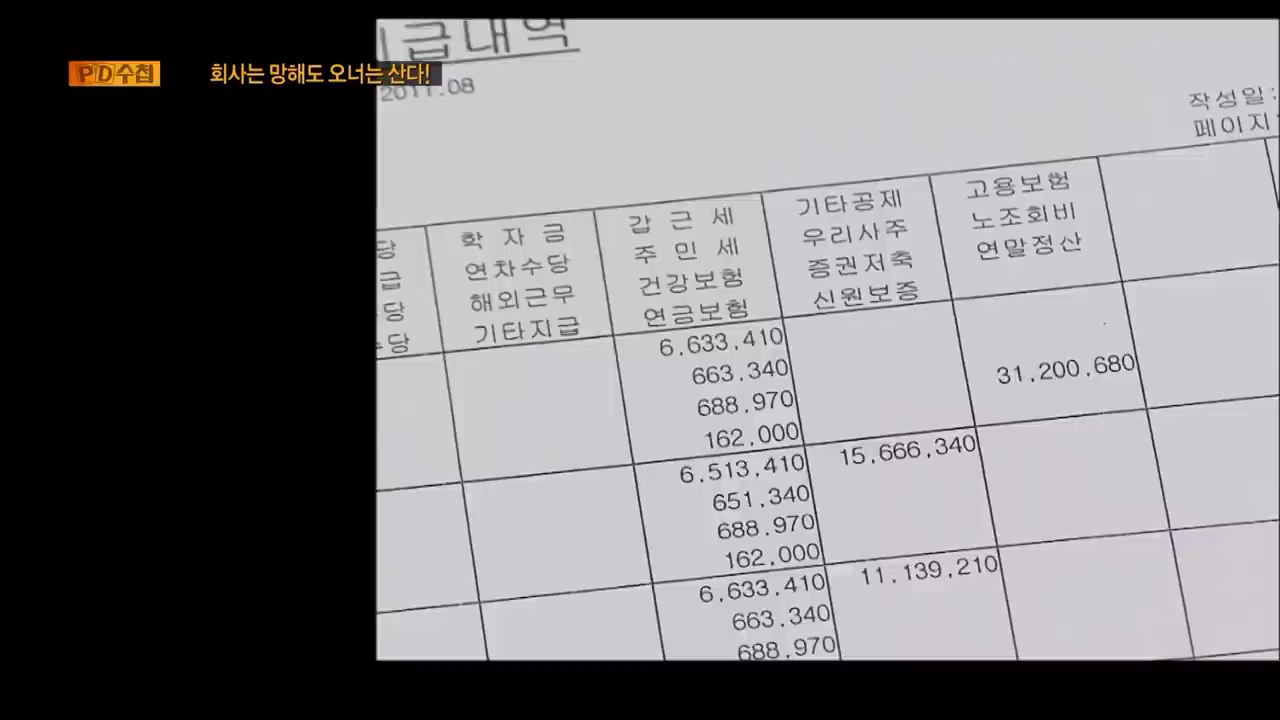 PD수첩
회사는 망해도 오너는 산다!
급내역
2011.08
작성일:
페이지:
당
급
당
당
학 자 금
연차수당
해외근무
기타지급
갑 근 세
주 민 세
건강보험
연금보험
기타공제
우리사주
증권저축
신원보증
고용보험
노조회비
연말정산
6,633,410
663,340
688,970
162,000
31,200,680
6,513,410
651,340
688,970
162,000
15,666,340
6,633,410
663,340
688,970
11,139,210